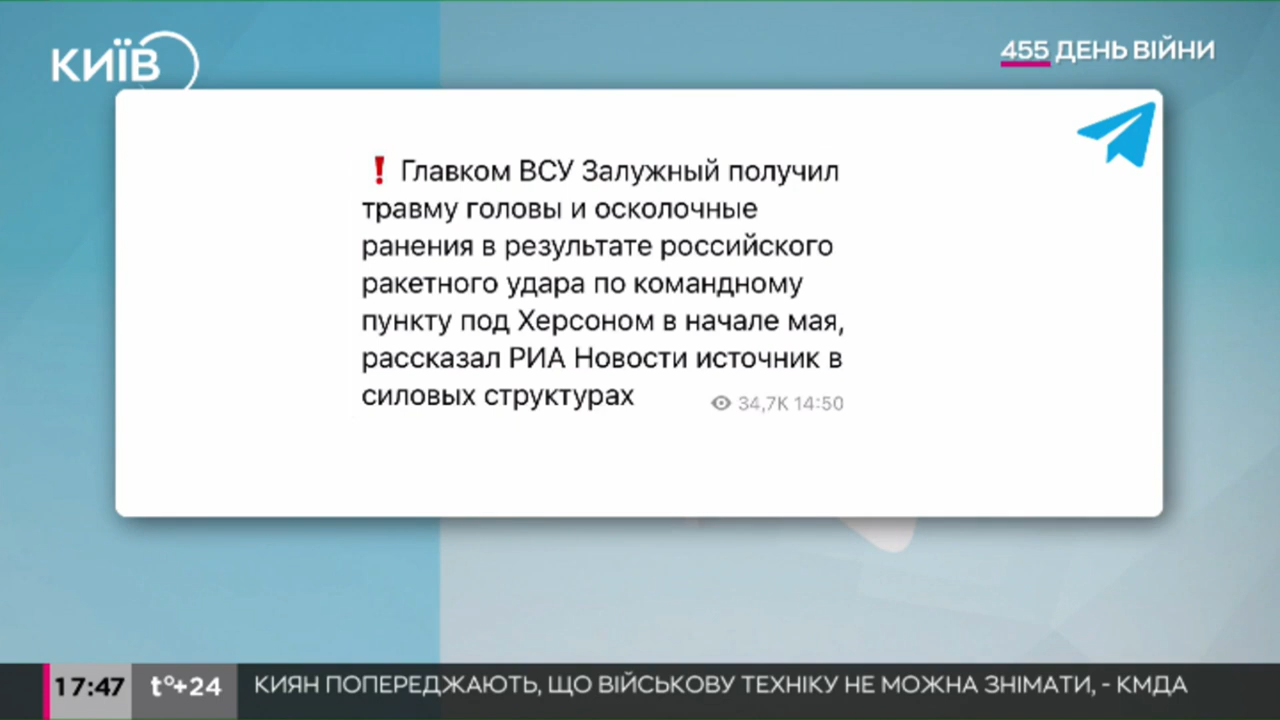 КИЇВ
455 ДЕНЬ ВІЙНИ
❗ Главком ВСУ Залужный получил
травму головы и осколочные
ранения в результате российского
ракетного удара по командному
пункту под Херсоном в начале мая,
рассказал РИА Новости источник в
силовых структурах
34,7K 14:50
17:47 t°+24 КИЯН ПОПЕРЕДЖАЮТЬ, ЩО ВІЙСЬКОВУ ТЕХНІКУ НЕ МОЖНА ЗНІМАТИ, - КМДА